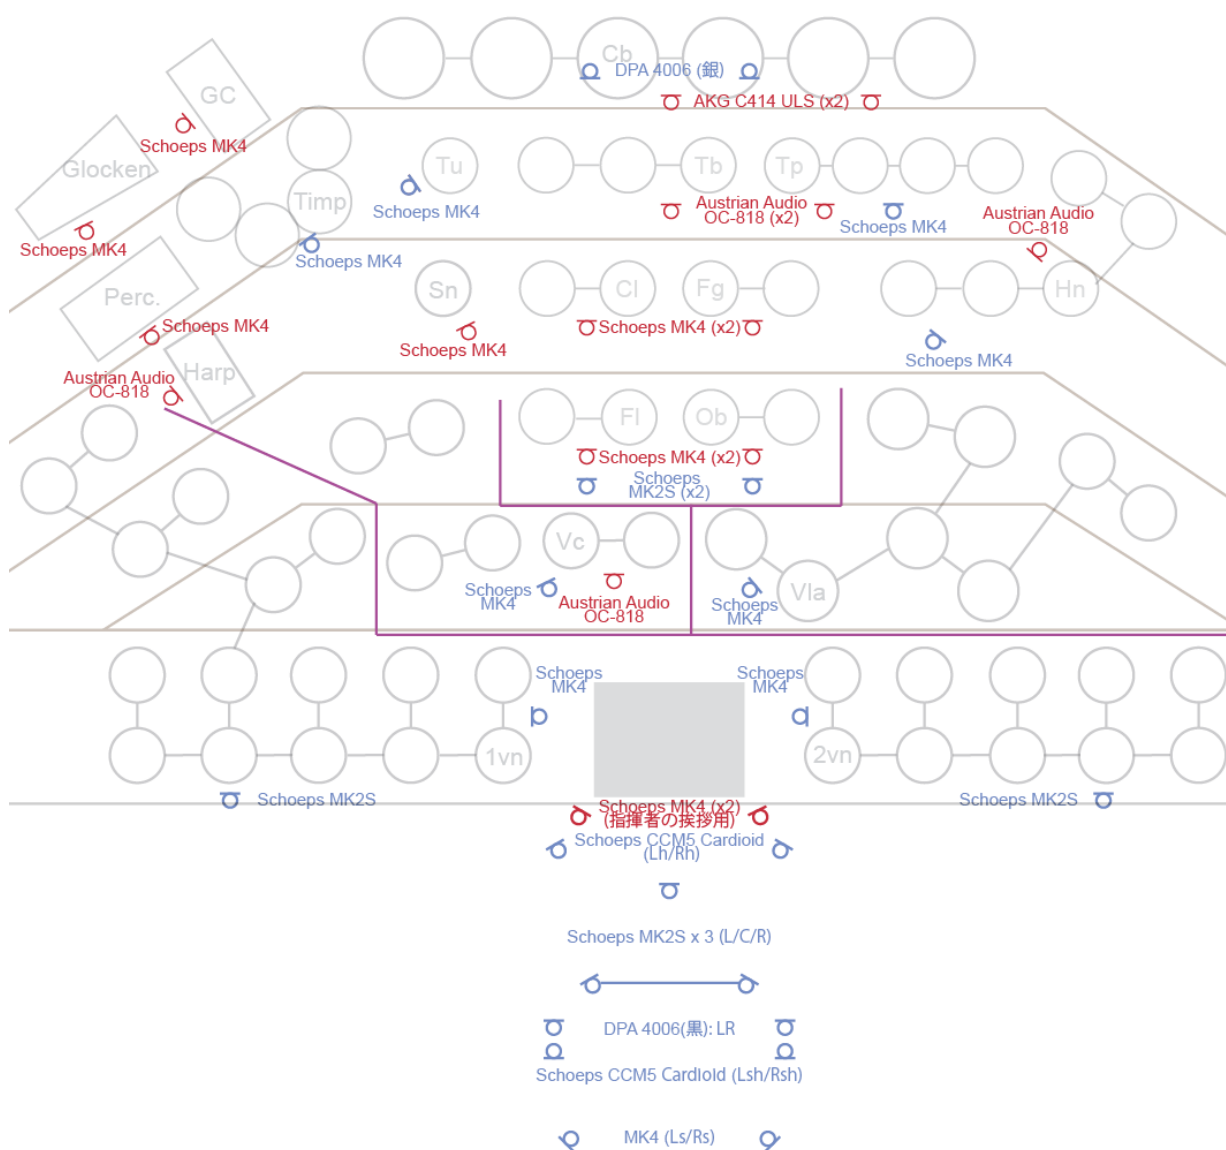 Cb
DPA 4006 (銀)
GC
AKG C414 ULS (x2)
Schoeps MK4
Glocken
Tu
Tb
Tp
Timp
Schoeps MK4
Austrian Audio
OC-818 (x2)
Schoeps MK4
Austrian Audio
OC-818
Schoeps MK4
Schoeps MK4
Perc.
Sn
Cl
Fg
Hn
Schoeps MK4
Schoeps MK4 (x2)
Schoeps MK4
Schoeps MK4
Harp
Austrian Audio
OC-818
Fl
Ob
Schoeps MK4 (x2)
Schoeps
MK2S (x2)
Vc
Schoeps
MK4
Austrian Audio
OC-818
Schoeps
MK4
Vla
Schoeps
MK4
Schoeps
MK4
1vn
2vn
Schoeps MK2S
Schoeps MK2S
Schoeps MK4 (x2)
(指揮者の挨拶用)
Schoeps CCM5 Cardioid
(Lh/Rh)
Schoeps MK2S x 3 (L/C/R)
DPA 4006(黒): LR
Schoeps CCM5 Cardioid (Lsh/Rsh)
MK4 (Ls/Rs)